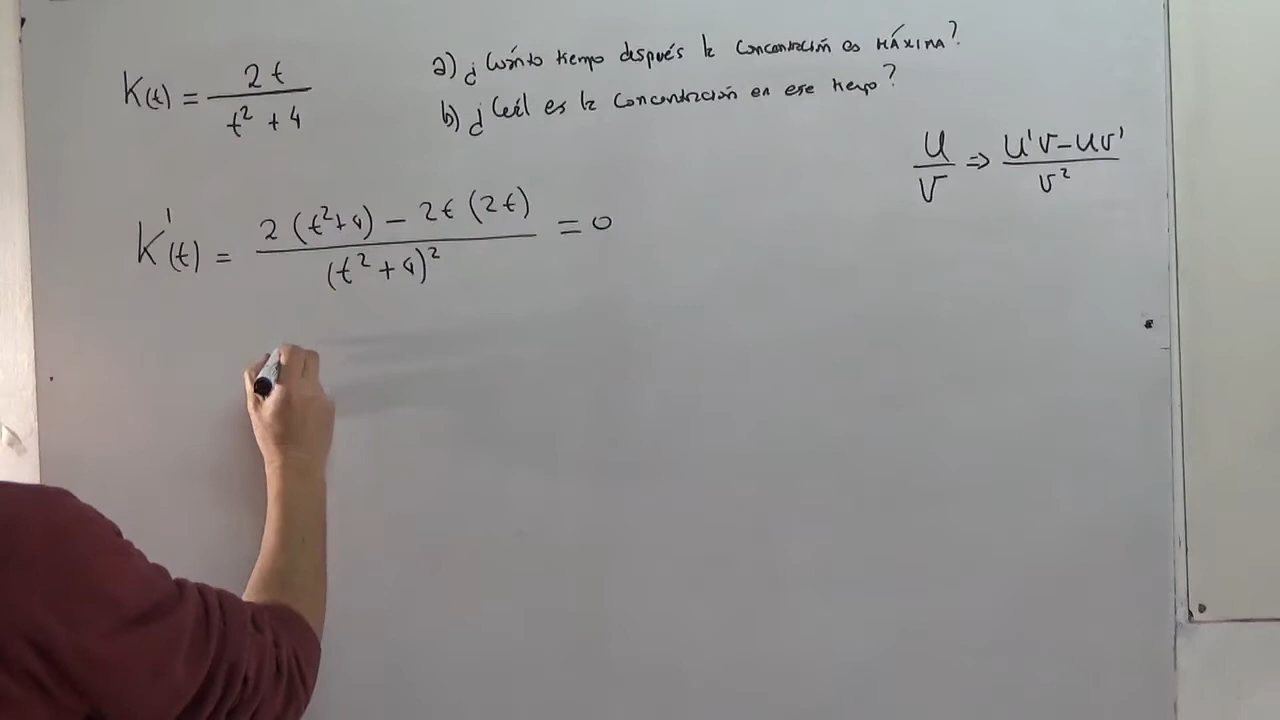 K(t) = 2t / t² + 4
a) ¿Cuánto tiempo después la concentración es MÁXIMA?
b) ¿Cuál es la concentración en ese tiempo?
u / v ⇒ u'v - uv' / v²
K'(t) = 2 (t² + 4) - 2t (2t) / (t² + 4)² = 0